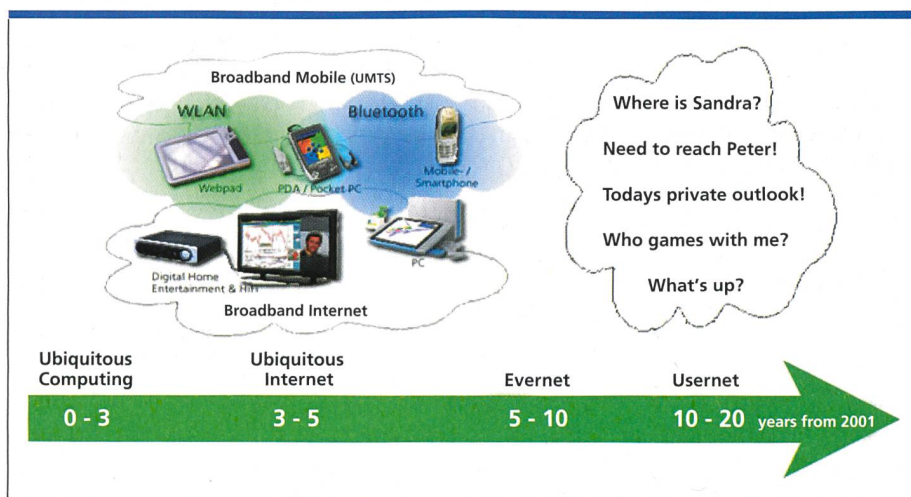 Broadband Mobile (UMTS)
WLAN
Bluetooth
Webpad
PDA / Pocket PC
Mobile- /
Smartphone
Digital Home
Entertainment & HiFi
PC
Broadband Internet
Where is Sandra?
Need to reach Peter!
Todays private outlook!
Who games with me?
What's up?
Ubiquitous
Computing
Ubiquitous
Internet
Evernet
Usernet
0 - 3
3 - 5
5 - 10
10 - 20 years from 2001